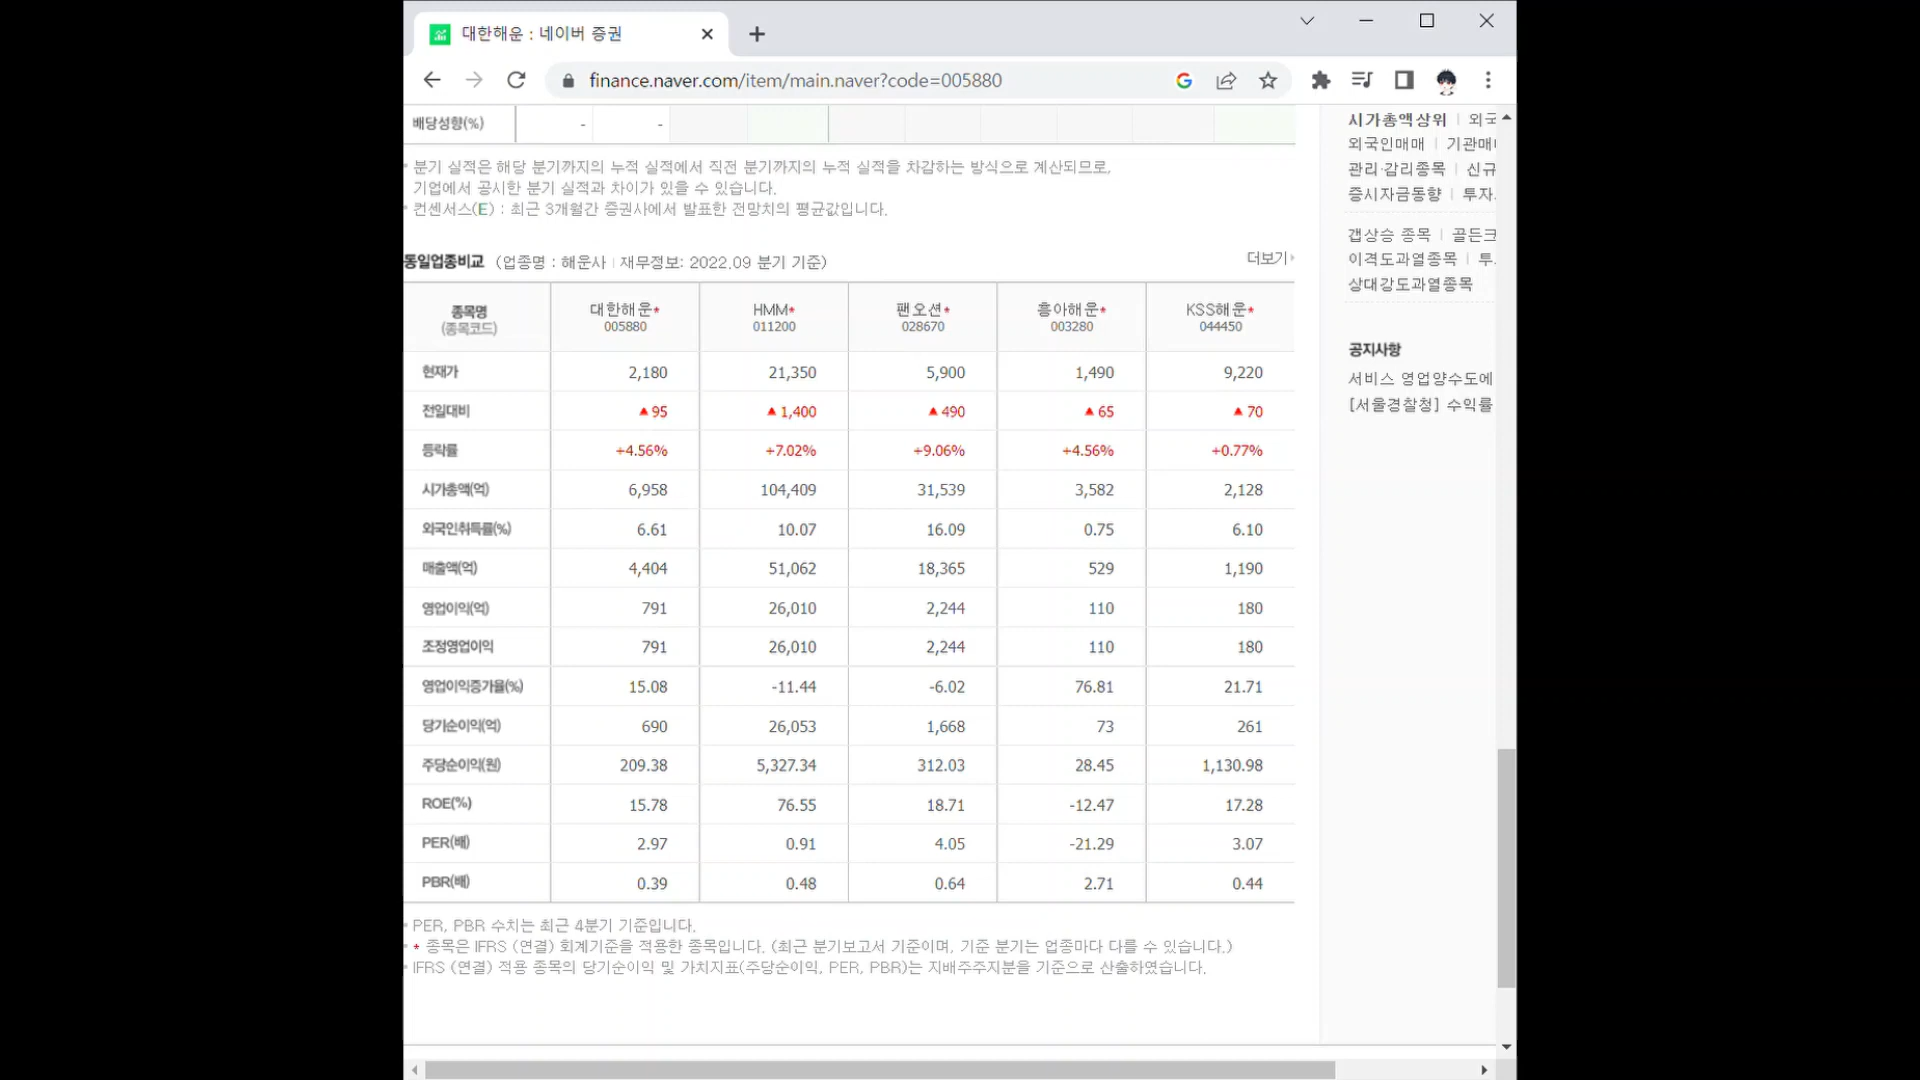 대한해운 : 네이버 증권
finance.naver.com/item/main.naver?code=005880
배당성향(%) - -
분기 실적은 해당 분기까지의 누적 실적에서 직전 분기까지의 누적 실적을 차감하는 방식으로 계산되므로,
기업에서 공시한 분기 실적과 차이가 있을 수 있습니다.
컨센서스(E) : 최근 3개월간 증권사에서 발표한 전망치의 평균값입니다.
동일업종비교 (업종명 : 해운사 | 재무정보: 2022.09 분기 기준) 더보기
종목명 대한해운* HMM* 팬오션* 흥아해운* KSS해운*
(종목코드) 005880 011200 028670 003280 044450
현재가 2,180 21,350 5,900 1,490 9,220
전일대비 ▲95 ▲1,400 ▲490 ▲65 ▲70
등락률 +4.56% +7.02% +9.06% +4.56% +0.77%
시가총액(억) 6,958 104,409 31,539 3,582 2,128
외국인취득률(%) 6.61 10.07 16.09 0.75 6.10
매출액(억) 4,404 51,062 18,365 529 1,190
영업이익(억) 791 26,010 2,244 110 180
조정영업이익 791 26,010 2,244 110 180
영업이익증가율(%) 15.08 -11.44 -6.02 76.81 21.71
당기순이익(억) 690 26,053 1,668 73 261
주당순이익(원) 209.38 5,327.34 312.03 28.45 1,130.98
ROE(%) 15.78 76.55 18.71 -12.47 17.28
PER(배) 2.97 0.91 4.05 -21.29 3.07
PBR(배) 0.39 0.48 0.64 2.71 0.44
PER, PBR 수치는 최근 4분기 기준입니다.
* 종목은 IFRS (연결) 회계기준을 적용한 종목입니다. (최근 분기보고서 기준이며, 기준 분기는 업종마다 다를 수 있습니다.)
IFRS (연결) 적용 종목의 당기순이익 및 가치지표(주당순이익, PER, PBR)는 지배주주지분을 기준으로 산출하였습니다.
시가총액상위 | 외국
외국인매매 | 기관매
관리·감리종목 | 신규
증시자금동향 | 투자
갭상승 종목 | 골든크
이격도과열종목 | 투
상대강도과열종목
공지사항
서비스 영업양수도에
[서울경찰청] 수익률